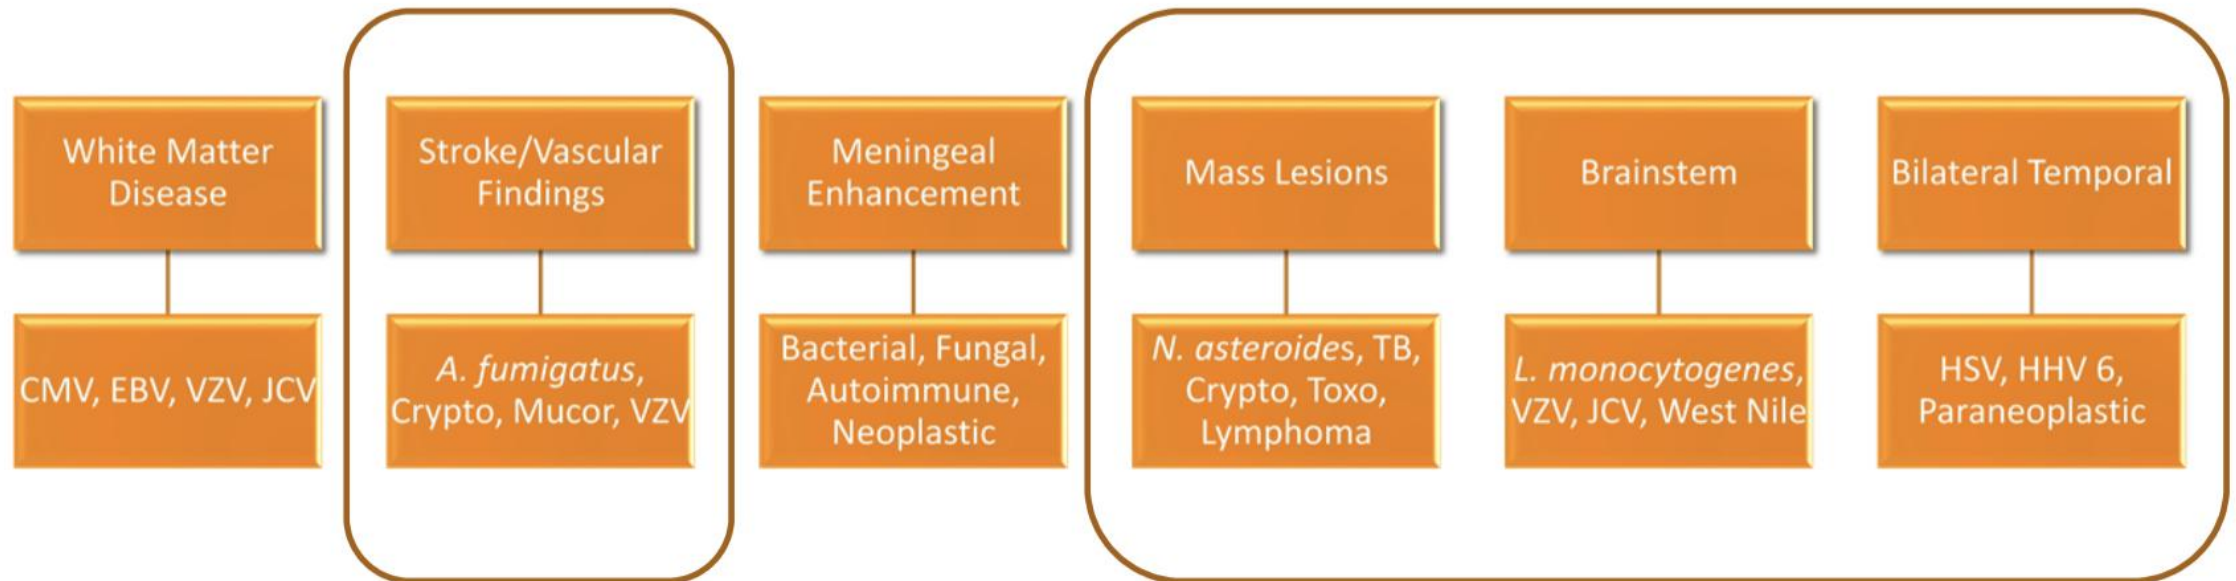 White Matter
Disease
Stroke/Vascular
Findings
Meningeal
Enhancement
Mass Lesions
Brainstem
Bilateral Temporal
CMV, EBV, VZV, JCV
A. fumigatus,
Crypto, Mucor, VZV
Bacterial, Fungal,
Autoimmune,
Neoplastic
N. asteroides, TB,
Crypto, Toxo,
Lymphoma
L. monocytogenes,
VZV, JCV, West Nile
HSV, HHV 6,
Paraneoplastic